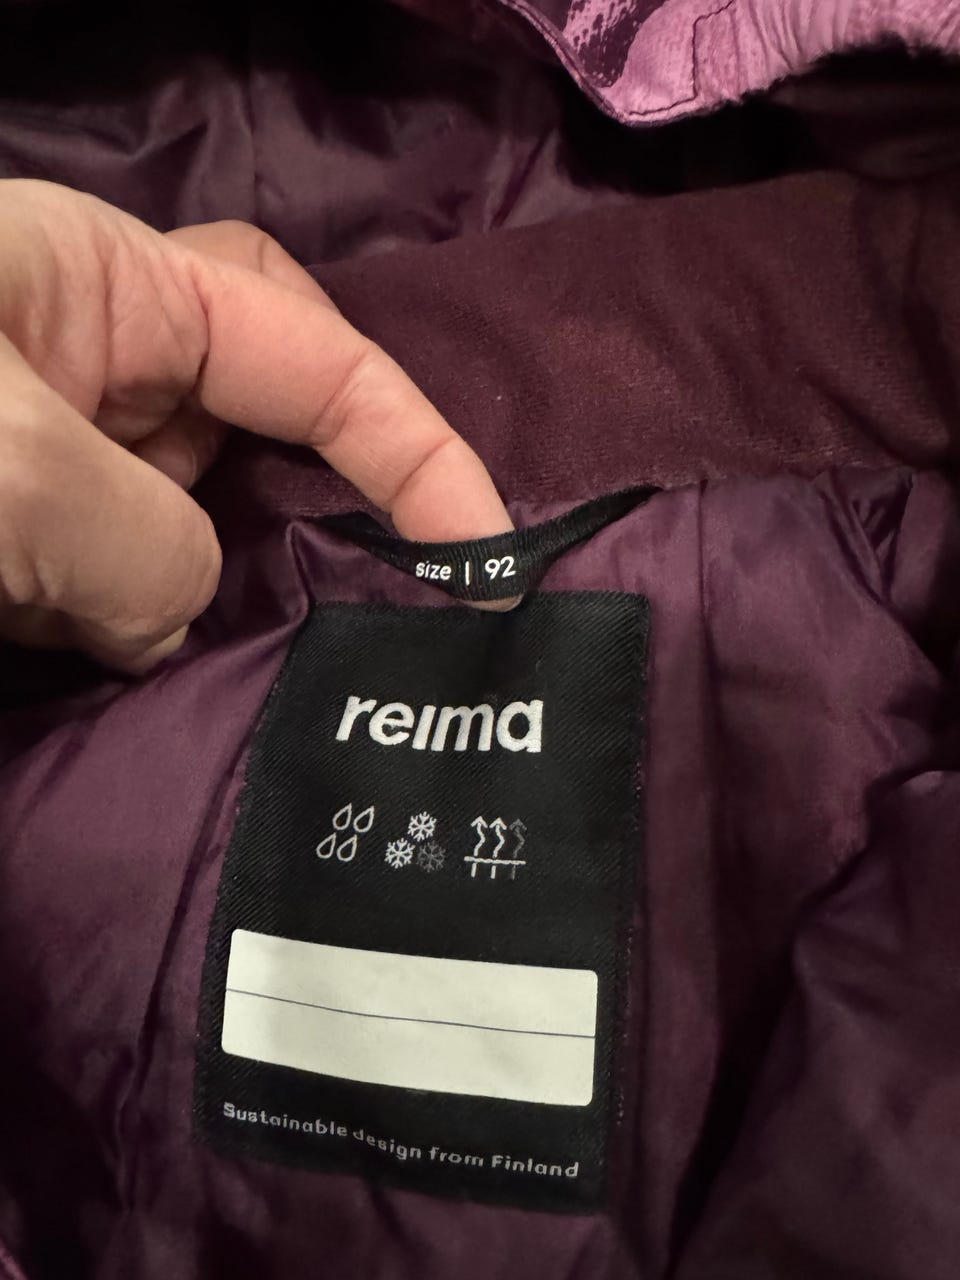 size | 92
reima
Sustainable design from Finland